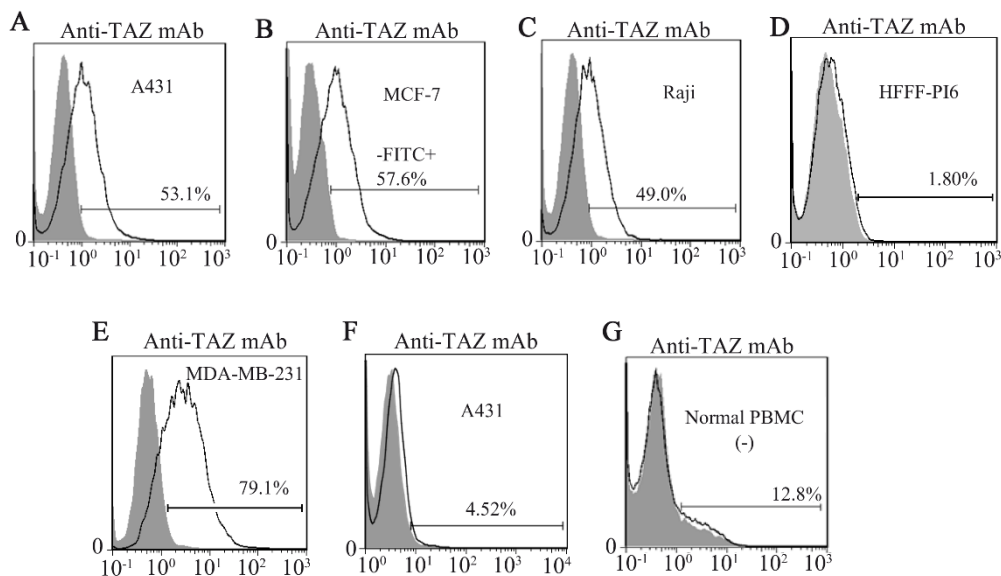 A
Anti-TAZ mAb
A431
53.1%
0
10-1 100 101 102 103
B
Anti-TAZ mAb
MCF-7
-FITC+
57.6%
0
10-1 100 101 102 103
C
Anti-TAZ mAb
Raji
49.0%
0
10-1 100 101 102 103
D
Anti-TAZ mAb
HFFF-PI6
1.80%
0
10-1 100 101 102 103
E
Anti-TAZ mAb
MDA-MB-231
79.1%
0
10-1 100 101 102 103
F
Anti-TAZ mAb
A431
4.52%
0
100 101 102 103 104
G
Anti-TAZ mAb
Normal PBMC
(-)
12.8%
0
10-1 100 101 102 103